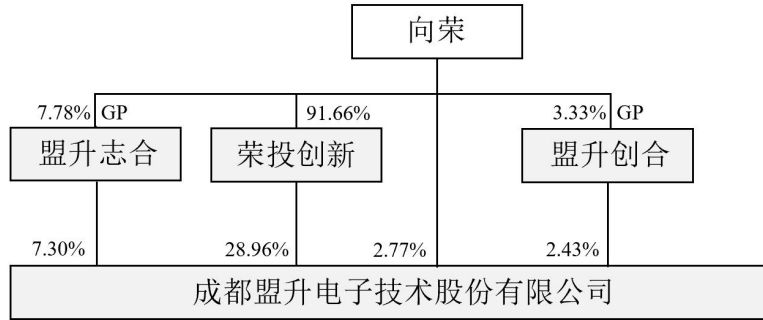 向荣
7.78% GP
91.66%
3.33% GP
盟升志合
荣投创新
盟升创合
7.30%
28.96%
2.77%
2.43%
成都盟升电子技术股份有限公司